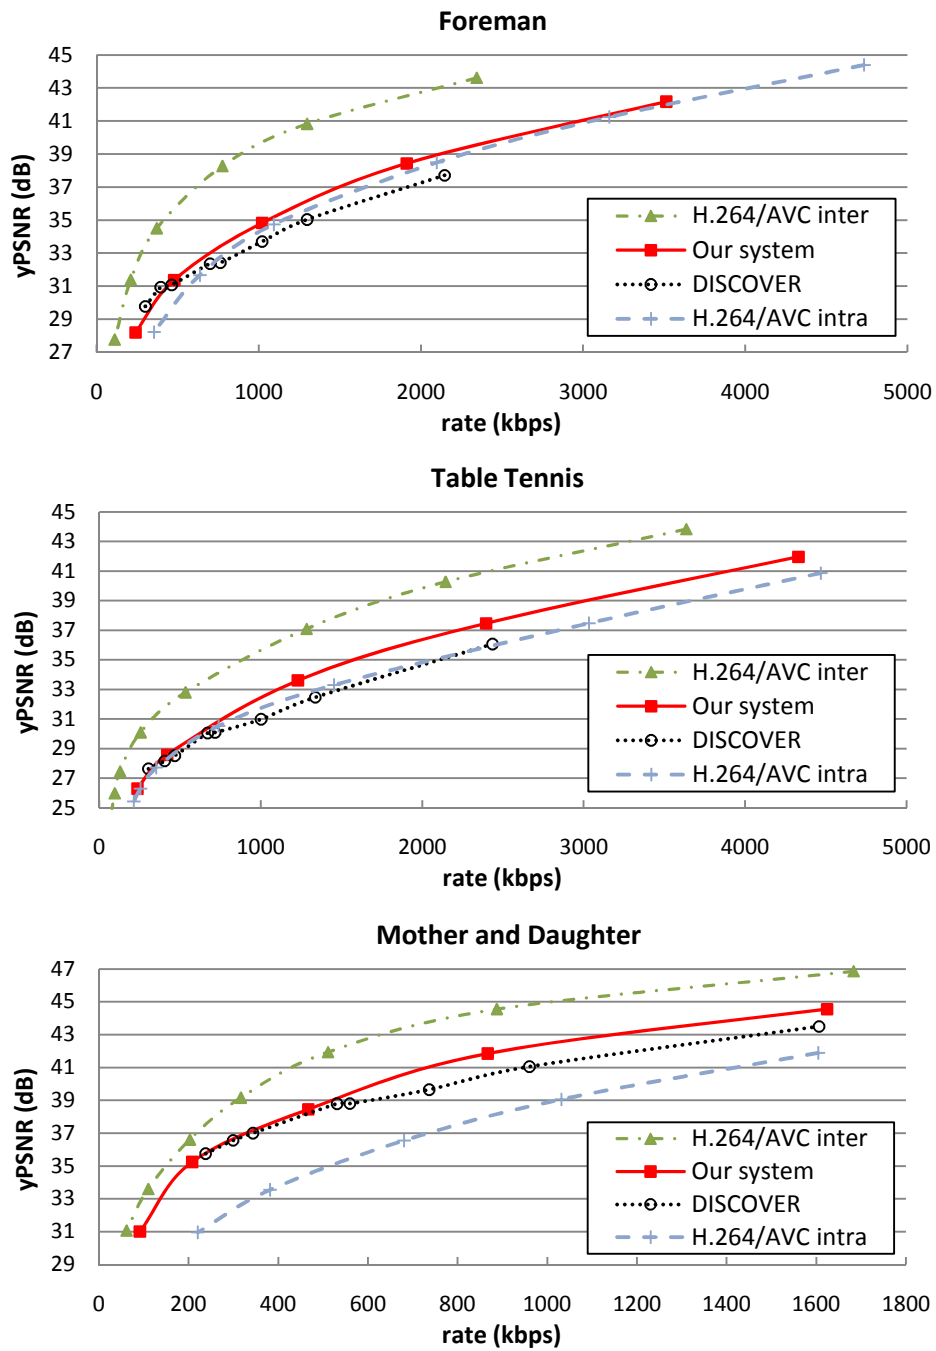 Foreman
45
43
41
39
37
35
33
31
29
27
yPSNR (dB)
H.264/AVC inter
Our system
DISCOVER
H.264/AVC intra
0 1000 2000 3000 4000 5000
rate (kbps)
Table Tennis
45
43
41
39
37
35
33
31
29
27
25
yPSNR (dB)
H.264/AVC inter
Our system
DISCOVER
H.264/AVC intra
0 1000 2000 3000 4000 5000
rate (kbps)
Mother and Daughter
47
45
43
41
39
37
35
33
31
29
yPSNR (dB)
H.264/AVC inter
Our system
DISCOVER
H.264/AVC intra
0 200 400 600 800 1000 1200 1400 1600 1800
rate (kbps)